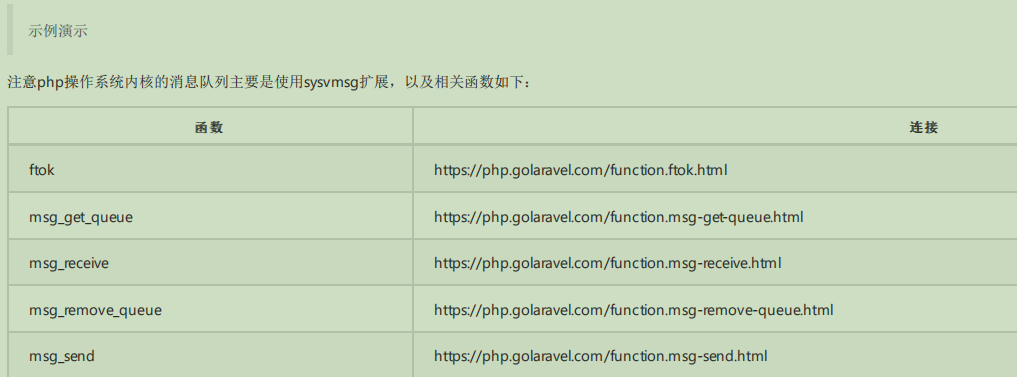 示例演示
注意php操作系统内核的消息队列主要是使用sysvmsg扩展，以及相关函数如下：
函数 连接
ftok https://php.golaravel.com/function.ftok.html
msg_get_queue https://php.golaravel.com/function.msg-get-queue.html
msg_receive https://php.golaravel.com/function.msg-receive.html
msg_remove_queue https://php.golaravel.com/function.msg-remove-queue.html
msg_send https://php.golaravel.com/function.msg-send.html